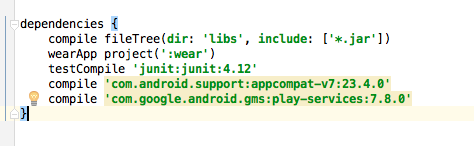 dependencies {
compile fileTree(dir: 'libs', include: ['*.jar'])
wearApp project(':wear')
testCompile 'junit:junit:4.12'
compile 'com.android.support:appcompat-v7:23.4.0'
compile 'com.google.android.gms:play-services:7.8.0'
}